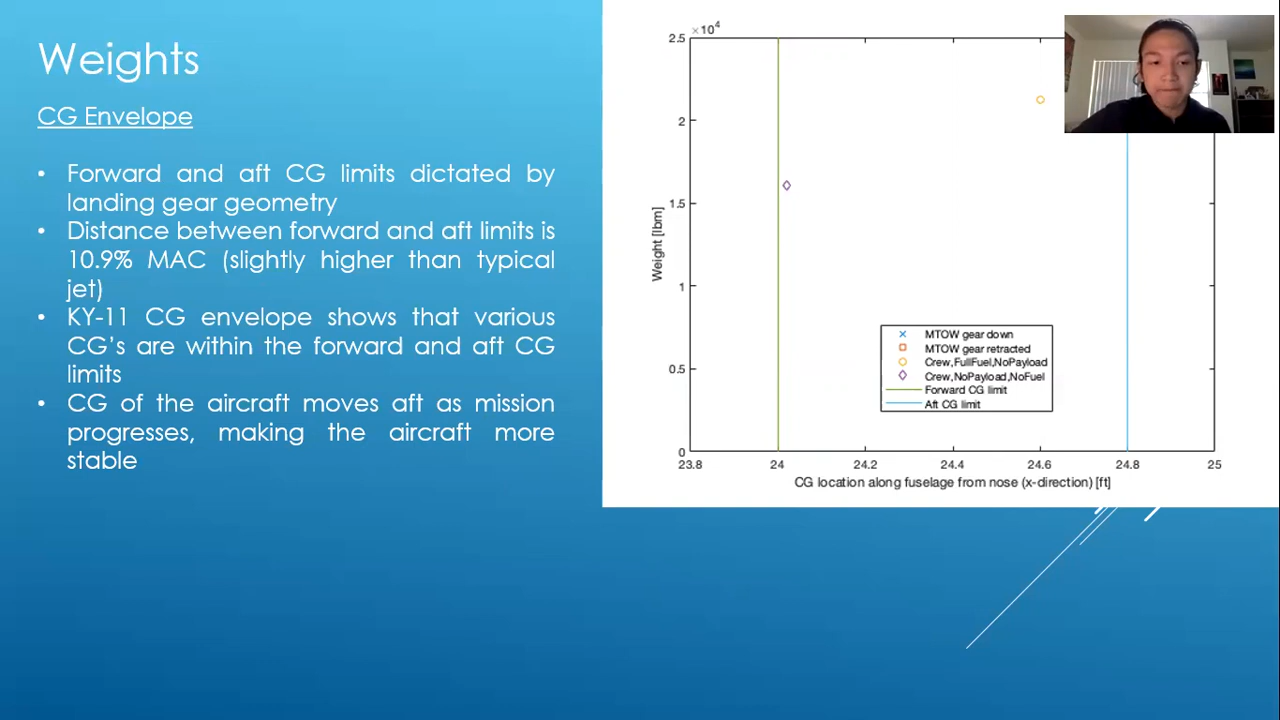 Weights
CG Envelope
• Forward and aft CG limits dictated by
landing gear geometry
• Distance between forward and aft limits is
10.9% MAC (slightly higher than typical
jet)
• KY-11 CG envelope shows that various
CG's are within the forward and aft CG
limits
• CG of the aircraft moves aft as mission
progresses, making the aircraft more
stable
×10⁴
2.5
2
1.5
1
0.5
0
Weight [lbm]
23.8 24 24.2 24.4 24.6 24.8 25
CG location along fuselage from nose (x-direction) [ft]
MTOW gear down
MTOW gear retracted
Crew,FullFuel,NoPayload
Crew,NoPayload,NoFuel
Forward CG limit
Aft CG limit